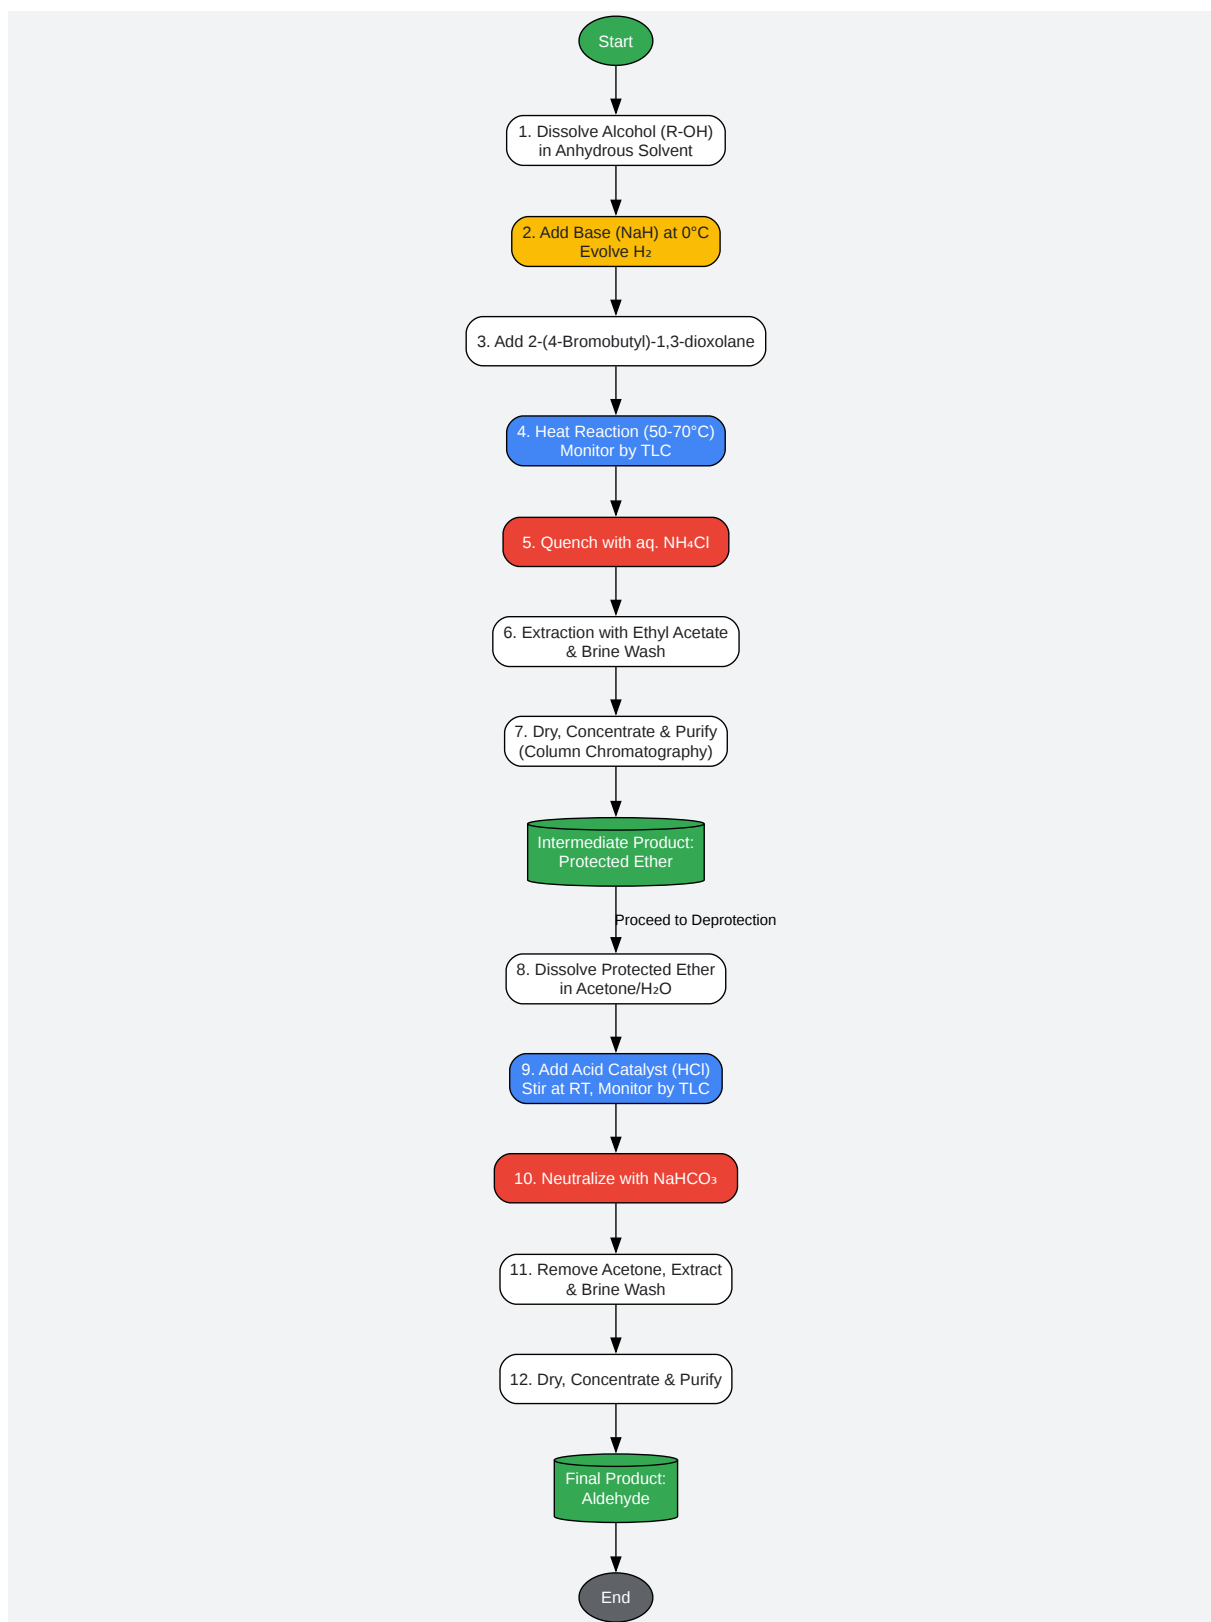 Start
1. Dissolve Alcohol (R-OH)
in Anhydrous Solvent
2. Add Base (NaH) at 0°C
Evolve H₂
3. Add 2-(4-Bromobutyl)-1,3-dioxolane
4. Heat Reaction (50-70°C)
Monitor by TLC
5. Quench with aq. NH₄Cl
6. Extraction with Ethyl Acetate
& Brine Wash
7. Dry, Concentrate & Purify
(Column Chromatography)
Intermediate Product:
Protected Ether
Proceed to Deprotection
8. Dissolve Protected Ether
in Acetone/H₂O
9. Add Acid Catalyst (HCl)
Stir at RT, Monitor by TLC
10. Neutralize with NaHCO₃
11. Remove Acetone, Extract
& Brine Wash
12. Dry, Concentrate & Purify
Final Product:
Aldehyde
End